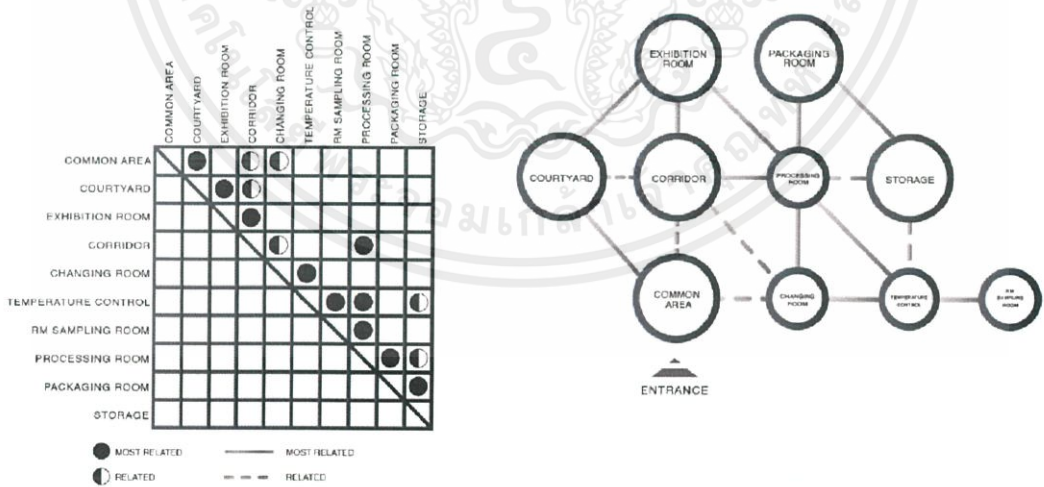 COMMON AREA
COURTYARD
EXHIBITION ROOM
CORRIDOR
CHANGING ROOM
TEMPERATURE CONTROL
RM SAMPLING ROOM
PROCESSING ROOM
PACKAGING ROOM
STORAGE
COMMON AREA
COURTYARD
EXHIBITION ROOM
CORRIDOR
CHANGING ROOM
TEMPERATURE CONTROL
RM SAMPLING ROOM
PROCESSING ROOM
PACKAGING ROOM
STORAGE
MOST RELATED
MOST RELATED
RELATED
RELATED
EXHIBITION
ROOM
PACKAGING
ROOM
COURTYARD
CORRIDOR
PROCESSING
ROOM
STORAGE
COMMON
AREA
CHANGING
ROOM
TEMPERATURE
CONTROL
RM
SAMPLING
ROOM
ENTRANCE